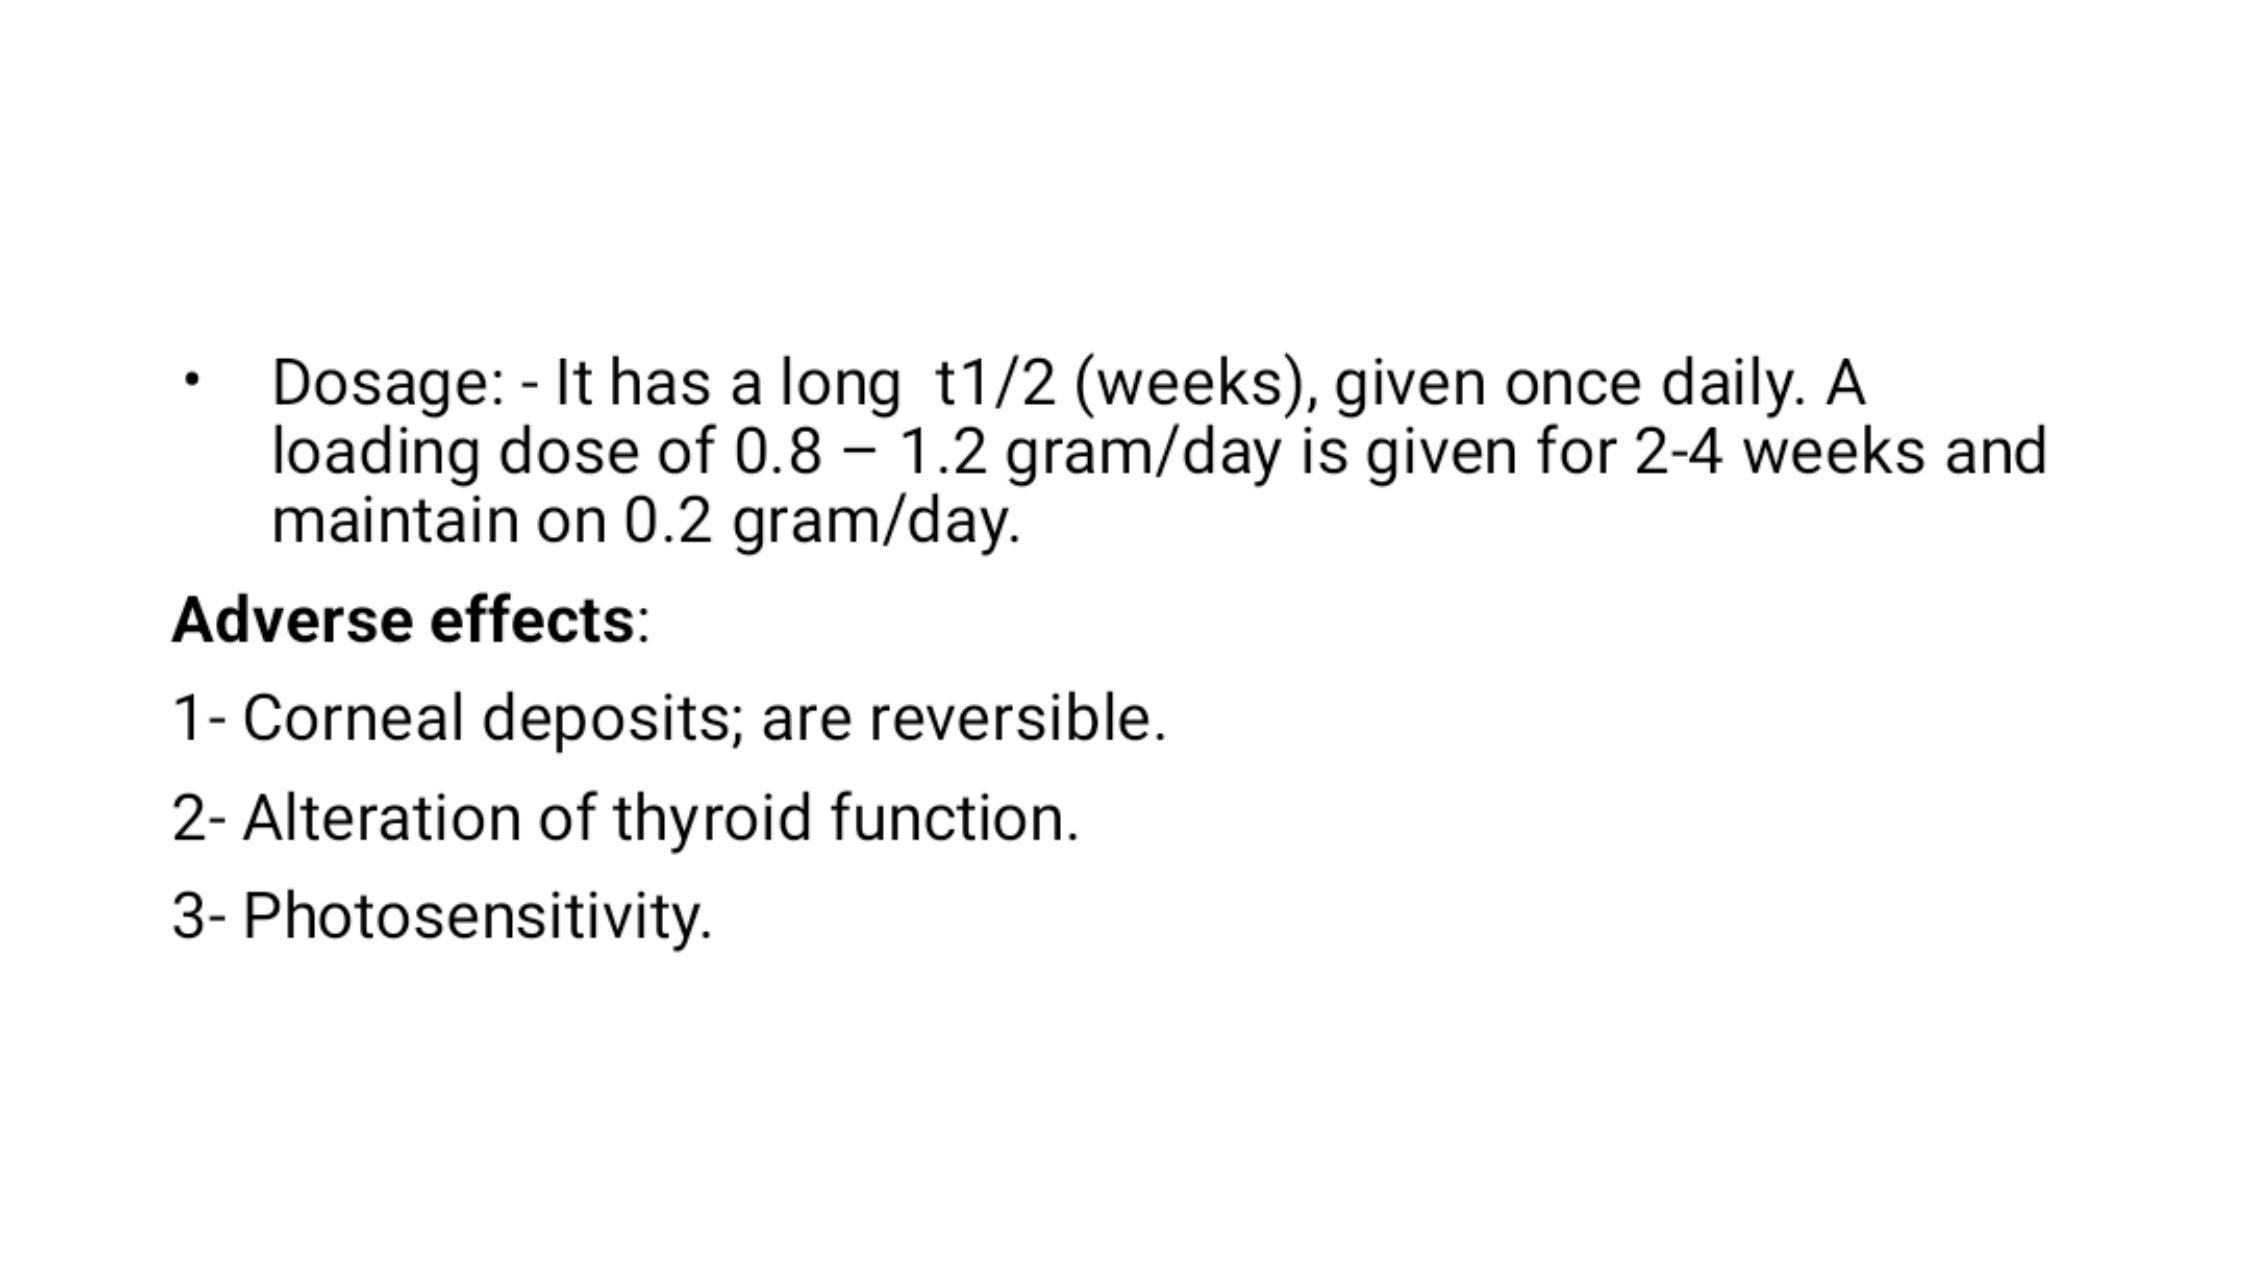 • Dosage: - It has a long  t1/2 (weeks), given once daily. A
loading dose of 0.8 – 1.2 gram/day is given for 2-4 weeks and
maintain on 0.2 gram/day.
Adverse effects:
1- Corneal deposits; are reversible.
2- Alteration of thyroid function.
3- Photosensitivity.